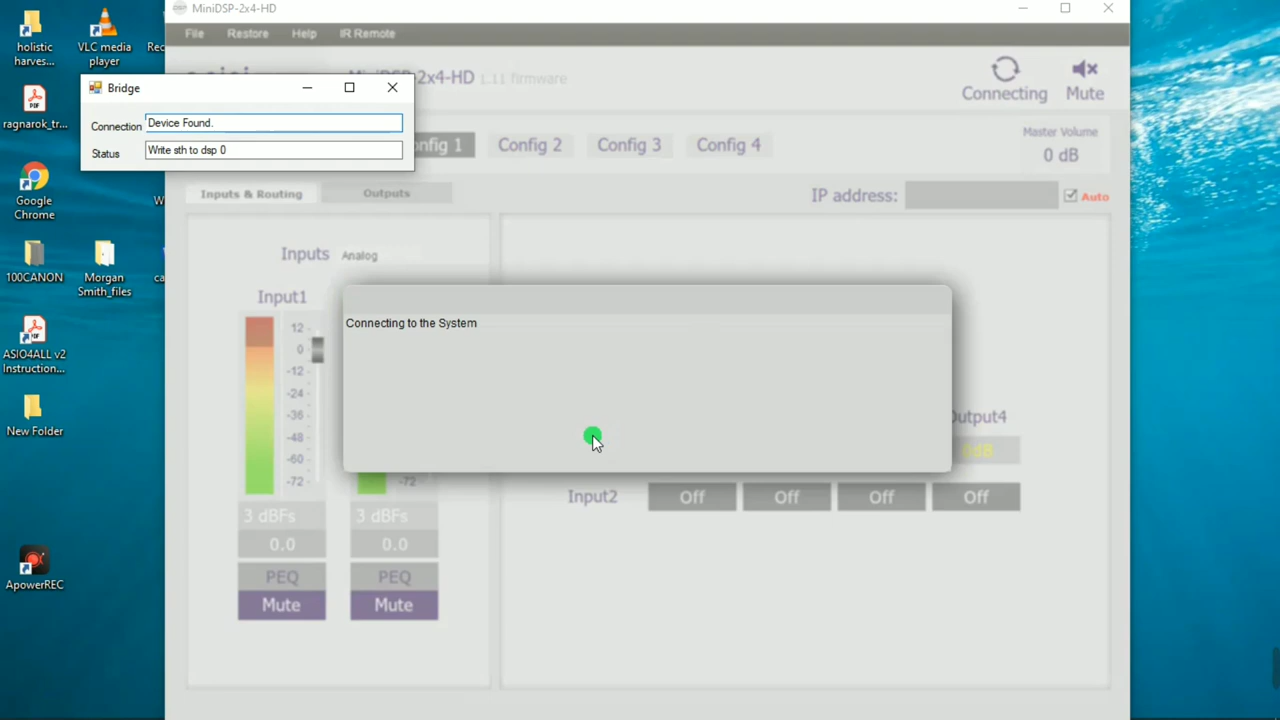 MiniDSP-2x4-HD
File Restore Help IR Remote
MiniDSP-2x4-HD 1.11 firmware
Connecting
Mute
Bridge
Connection Device Found.
Status Write sth to dsp 0
Config 1
Config 2
Config 3
Config 4
Master Volume
0 dB
Inputs & Routing
Outputs
IP address:
Auto
Inputs Analog
Input1
12
0
-12
-24
-36
-48
-60
-72
-72
Connecting to the System
Output4
0dB
Input2 Off Off Off Off
3 dBFs 3 dBFs
0.0 0.0
PEQ PEQ
Mute Mute
holistic
harves...
VLC media
player
Rec
ragnarok_tr...
Google
Chrome
W
100CANON
Morgan
Smith_files
ca
ASIO4ALL v2
Instruction...
New Folder
ApowerREC